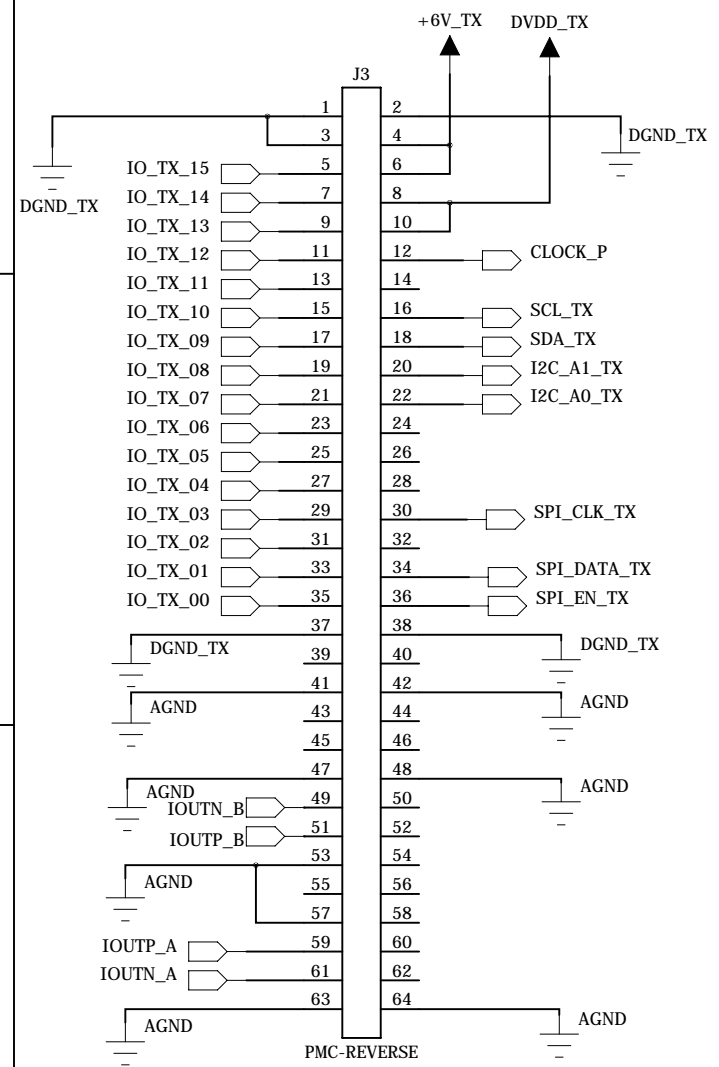 +6V_TX DVDD_TX
J3
1 2
DGND_TX
3 4
IO_TX_15 5 6
DGND_TX
IO_TX_14 7 8
IO_TX_13 9 10
IO_TX_12 11 12 CLOCK_P
IO_TX_11 13 14
IO_TX_10 15 16 SCL_TX
IO_TX_09 17 18 SDA_TX
IO_TX_08 19 20 I2C_A1_TX
IO_TX_07 21 22 I2C_A0_TX
IO_TX_06 23 24
IO_TX_05 25 26
IO_TX_04 27 28
IO_TX_03 29 30 SPI_CLK_TX
IO_TX_02 31 32
IO_TX_01 33 34 SPI_DATA_TX
IO_TX_00 35 36 SPI_EN_TX
37 38
DGND_TX DGND_TX
39 40
41 42
AGND AGND
43 44
45 46
47 48
AGND AGND
IOUTN_B 49 50
IOUTP_B 51 52
53 54
AGND
55 56
57 58
IOUTP_A 59 60
IOUTN_A 61 62
63 64
AGND AGND
PMC-REVERSE